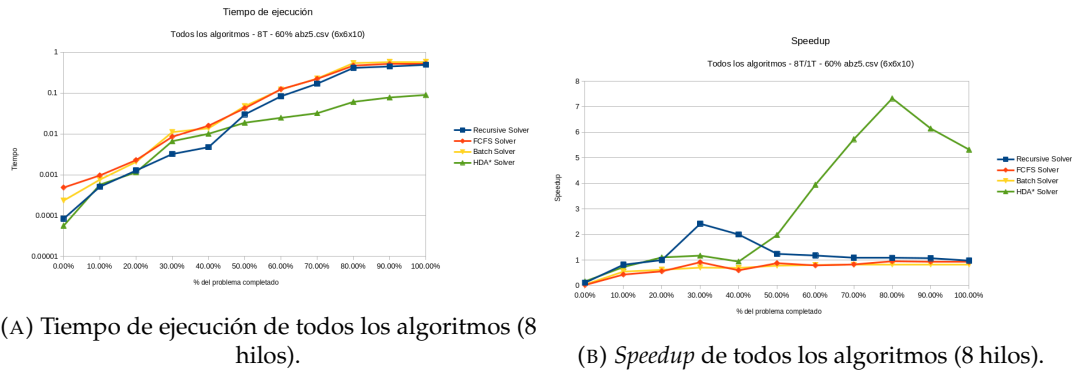 Tiempo de ejecución
Todos los algoritmos - 8T - 60% abz5.csv (6x6x10)
1
0.1
0.01
0.001
0.0001
0.00001
Tiempo
0.00%
10.00%
20.00%
30.00%
40.00%
50.00%
60.00%
70.00%
80.00%
90.00%
100.00%
% del problema completado
Recursive Solver
FCFS Solver
Batch Solver
HDA* Solver
(A) Tiempo de ejecución de todos los algoritmos (8
hilos).
Speedup
Todos los algoritmos - 8T/1T - 60% abz5.csv (6x6x10)
8
7
6
5
4
3
2
1
0
Speedup
0.00%
10.00%
20.00%
30.00%
40.00%
50.00%
60.00%
70.00%
80.00%
90.00%
100.00%
% del problema completado
Recursive Solver
FCFS Solver
Batch Solver
HDA* Solver
(B) Speedup de todos los algoritmos (8 hilos).